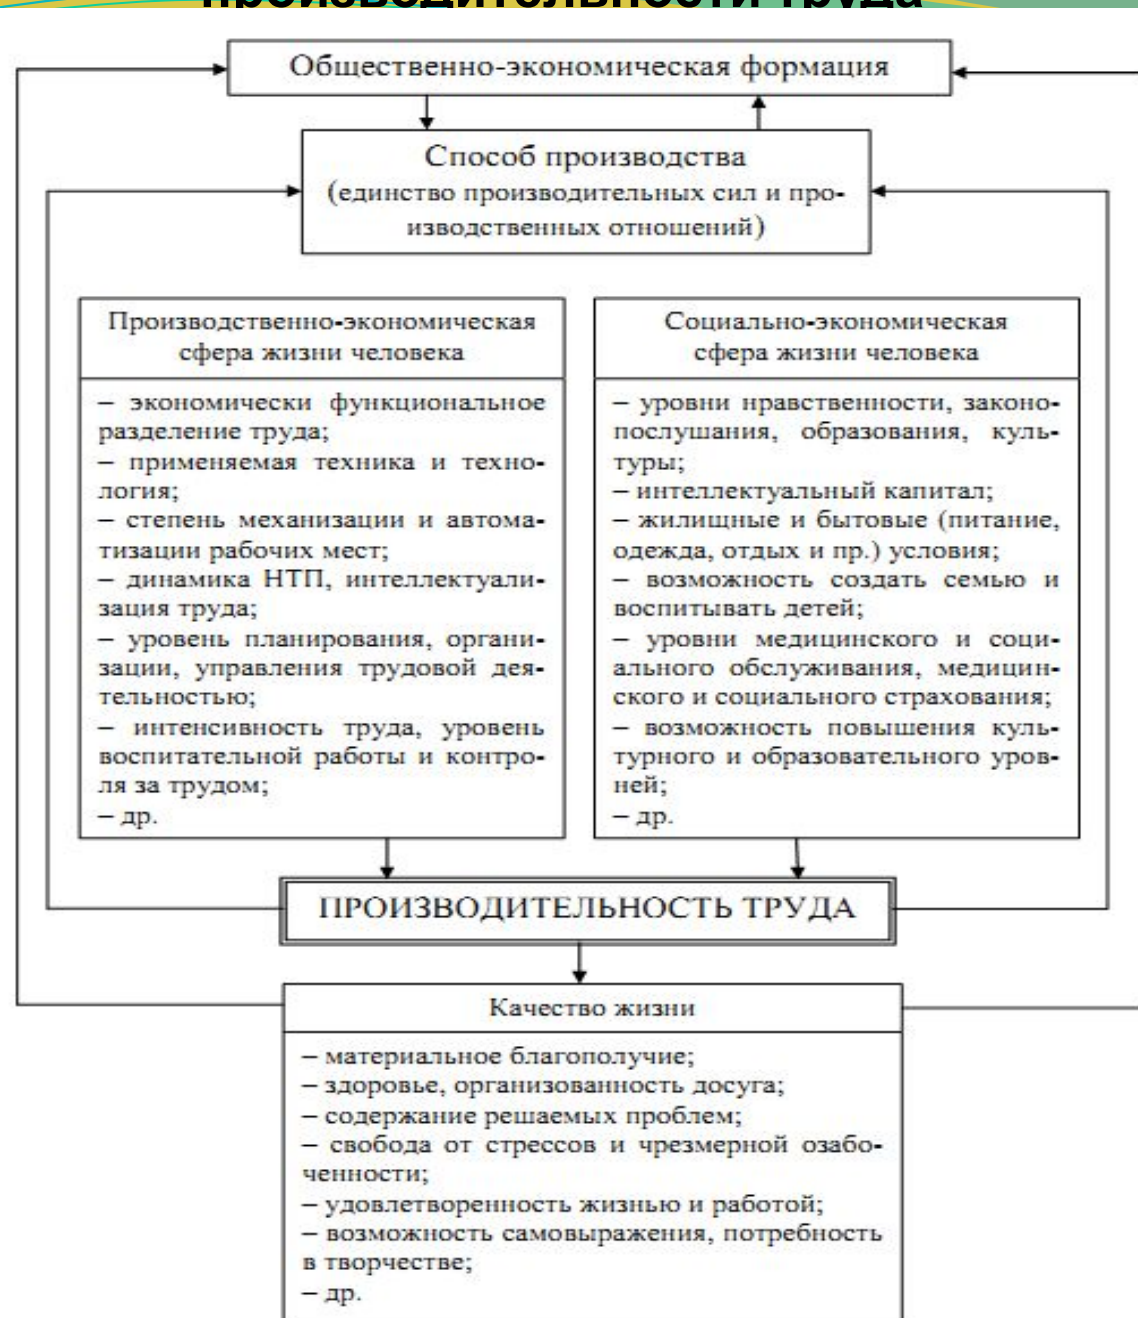 производительности труда
Общественно-экономическая формация
Способ производства
(единство производительных сил и про-
изводственных отношений)
Производственно-экономическая
сфера жизни человека
– экономически функциональное
разделение труда;
– применяемая техника и техно-
логия;
– степень механизации и автома-
тизации рабочих мест;
– динамика НТП, интеллектуали-
зация труда;
– уровень планирования, органи-
зации, управления трудовой дея-
тельностью;
– интенсивность труда, уровень
воспитательной работы и контро-
ля за трудом;
– др.
Социально-экономическая
сфера жизни человека
– уровни нравственности, законо-
послушания, образования, куль-
туры;
– интеллектуальный капитал;
– жилищные и бытовые (питание,
одежда, отдых и пр.) условия;
– возможность создать семью и
воспитывать детей;
– уровни медицинского и соци-
ального обслуживания, медицин-
ского и социального страхования;
– возможность повышения куль-
турного и образовательного уров-
ней;
– др.
ПРОИЗВОДИТЕЛЬНОСТЬ ТРУДА
Качество жизни
– материальное благополучие;
– здоровье, организованность досуга;
– содержание решаемых проблем;
– свобода от стрессов и чрезмерной озабо-
ченности;
– удовлетворенность жизнью и работой;
– возможность самовыражения, потребность
в творчестве;
– др.